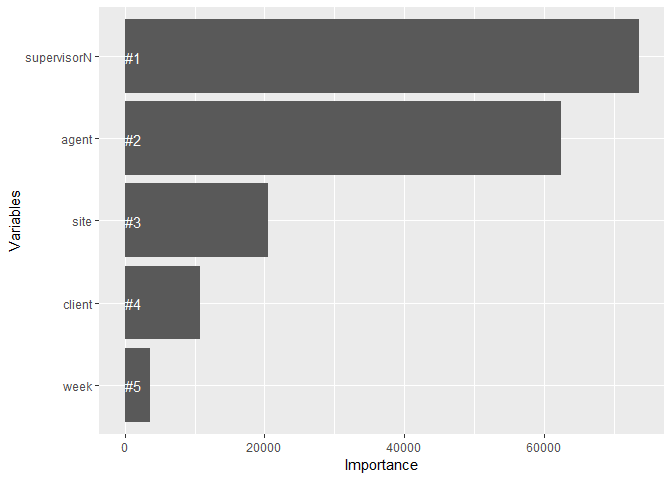 Variables
supervisorN
#1
agent
#2
site
#3
client
#4
week
#5
0 20000 40000 60000
Importance